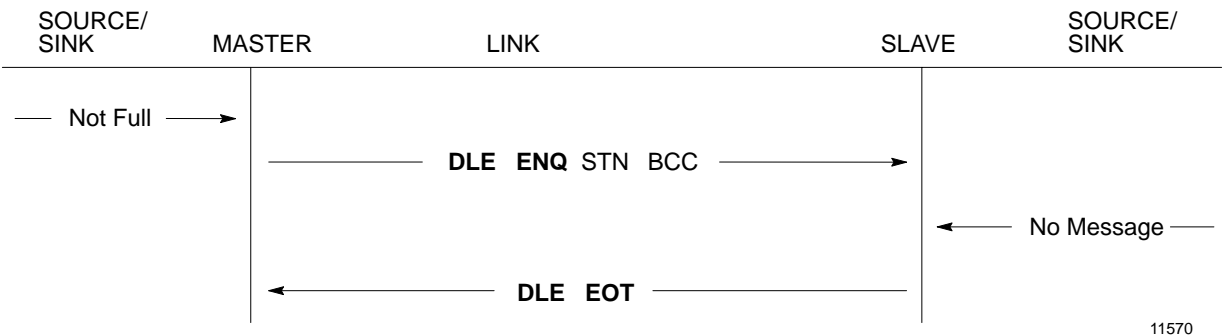 SOURCE/
SINK
MASTER
LINK
SLAVE
SOURCE/
SINK
Not Full
DLE ENQ STN BCC
No Message
DLE EOT
11570